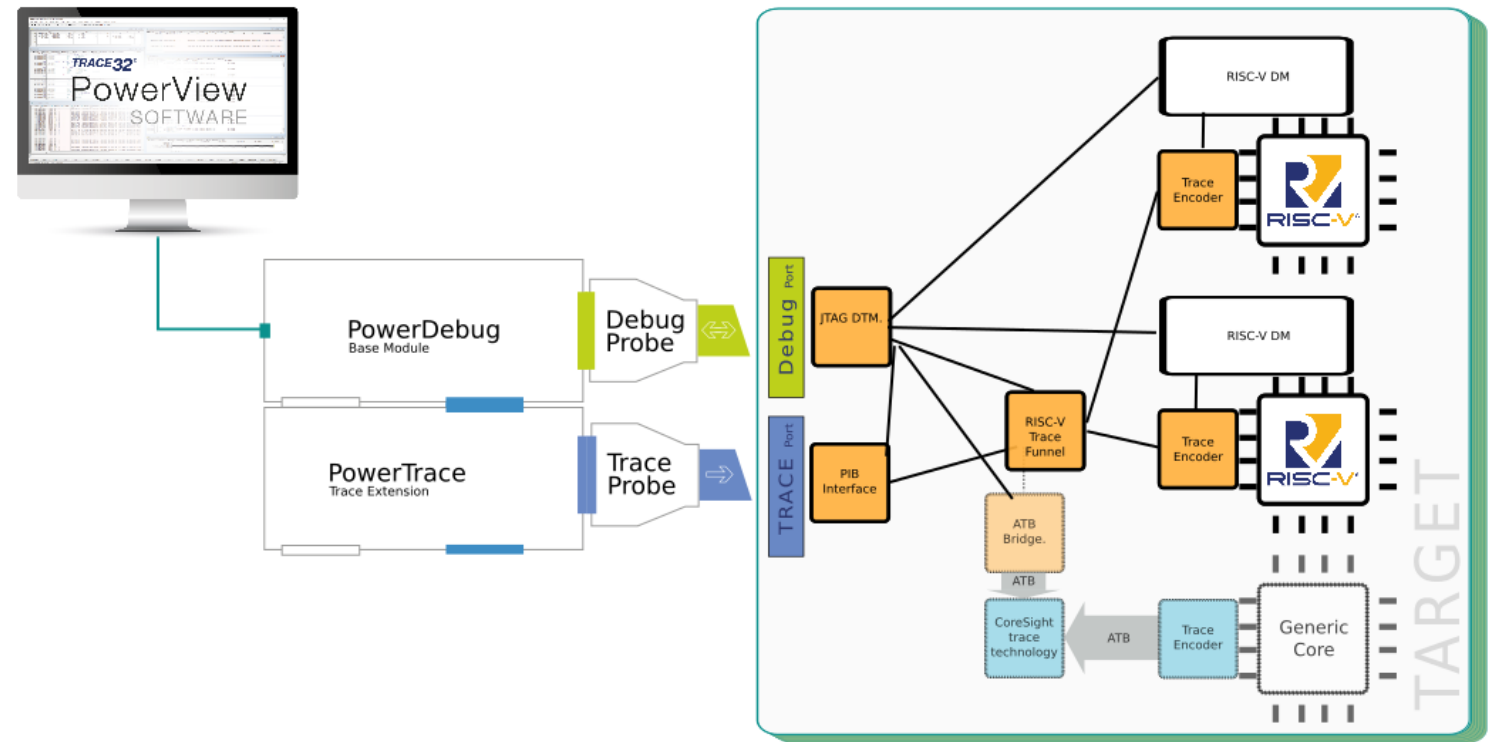 TRACE32
PowerView
SOFTWARE
PowerDebug
Base Module
Debug
Probe
PowerTrace
Trace Extension
Trace
Probe
Debug Port
TRACE Port
JTAG DTM.
PIB
Interface
RISC-V
Trace
Funnel
ATB
Bridge.
ATB
CoreSight
trace
technology
ATB
RISC-V DM
Trace
Encoder
RISC-V
RISC-V DM
Trace
Encoder
RISC-V
Trace
Encoder
Generic
Core
TARGET